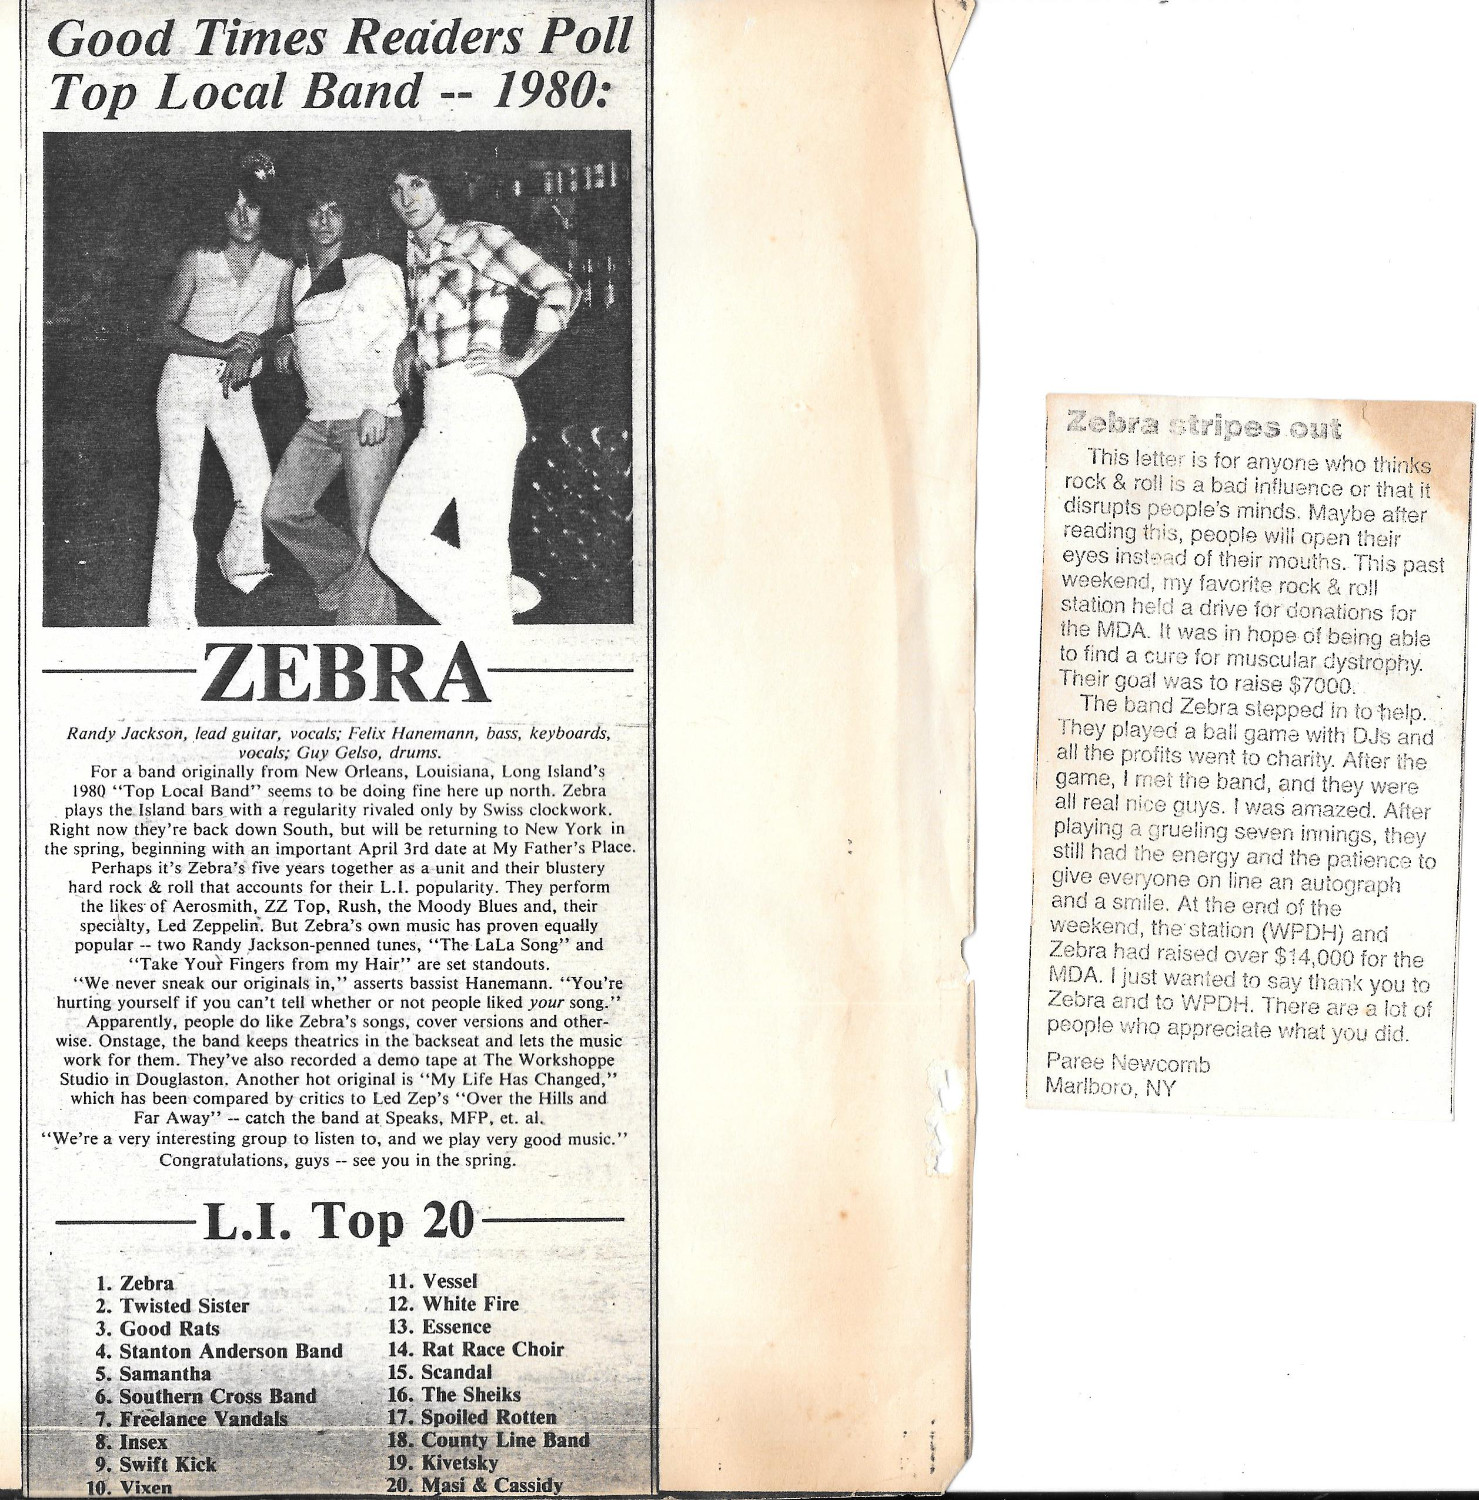 Good Times Readers Poll
Top Local Band -- 1980:
ZEBRA
Randy Jackson, lead guitar, vocals; Felix Hanemann, bass, keyboards,
vocals; Guy Gelso, drums.
For a band originally from New Orleans, Louisiana, Long Island's
1980 “Top Local Band” seems to be doing fine here up north. Zebra
plays the Island bars with a regularity rivaled only by Swiss clockwork.
Right now they're back down South, but will be returning to New York in
the spring, beginning with an important April 3rd date at My Father's Place.
Perhaps it's Zebra's five years together as a unit and their blustery
hard rock & roll that accounts for their L.I. popularity. They perform
the likes of Aerosmith, ZZ Top, Rush, the Moody Blues and, their
specialty, Led Zeppelin. But Zebra's own music has proven equally
popular -- two Randy Jackson-penned tunes, “The LaLa Song” and
“Take Your Fingers from my Hair” are set standouts.
“We never sneak our originals in,” asserts bassist Hanemann. “You're
hurting yourself if you can't tell whether or not people liked your song.”
Apparently, people do like Zebra's songs, cover versions and other-
wise. Onstage, the band keeps theatrics in the backseat and lets the music
work for them. They've also recorded a demo tape at The Workshoppe
Studio in Douglaston. Another hot original is “My Life Has Changed,”
which has been compared by critics to Led Zep's “Over the Hills and
Far Away” -- catch the band at Speaks, MFP, et. al.
“We're a very interesting group to listen to, and we play very good music.”
Congratulations, guys -- see you in the spring.
L.I. Top 20
1. Zebra
2. Twisted Sister
3. Good Rats
4. Stanton Anderson Band
5. Samantha
6. Southern Cross Band
7. Freelance Vandals
8. Insex
9. Swift Kick
10. Vixen
11. Vessel
12. White Fire
13. Essence
14. Rat Race Choir
15. Scandal
16. The Sheiks
17. Spoiled Rotten
18. County Line Band
19. Kivetsky
20. Masi & Cassidy
Zebra stripes out
This letter is for anyone who thinks
rock & roll is a bad influence or that it
disrupts people's minds. Maybe after
reading this, people will open their
eyes instead of their mouths. This past
weekend, my favorite rock & roll
station held a drive for donations for
the MDA. It was in hope of being able
to find a cure for muscular dystrophy.
Their goal was to raise $7000.
The band Zebra stepped in to help.
They played a ball game with DJs and
all the profits went to charity. After the
game, I met the band, and they were
all real nice guys. I was amazed. After
playing a grueling seven innings, they
still had the energy and the patience to
give everyone on line an autograph
and a smile. At the end of the
weekend, the station (WPDH) and
Zebra had raised over $14,000 for the
MDA. I just wanted to say thank you to
Zebra and to WPDH. There are a lot of
people who appreciate what you did.
Paree Newcomb
Marlboro, NY